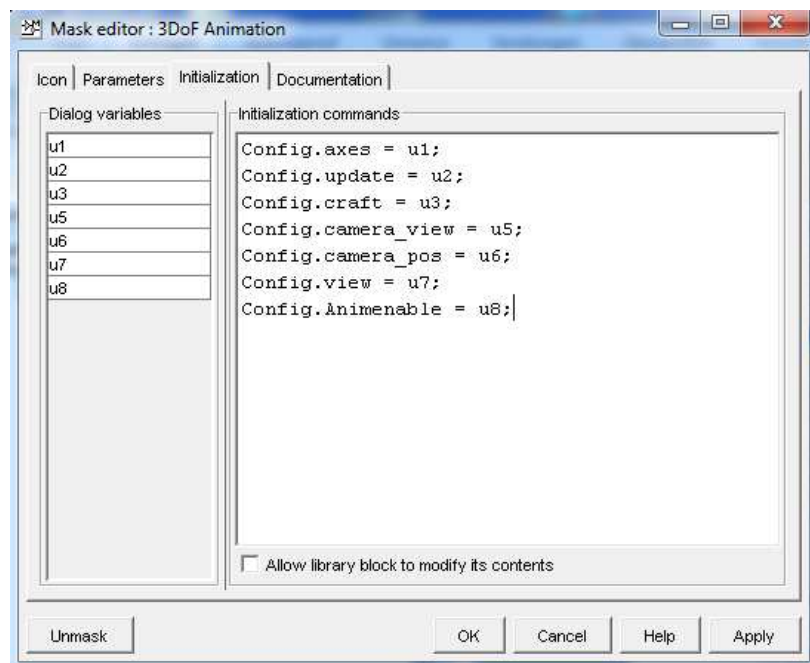 Mask editor : 3DoF Animation
Icon Parameters Initialization Documentation
Dialog variables
u1
u2
u3
u5
u6
u7
u8
Initialization commands
Config.axes = u1;
Config.update = u2;
Config.craft = u3;
Config.camera_view = u5;
Config.camera_pos = u6;
Config.view = u7;
Config.Animenable = u8;
Allow library block to modify its contents
Unmask OK Cancel Help Apply